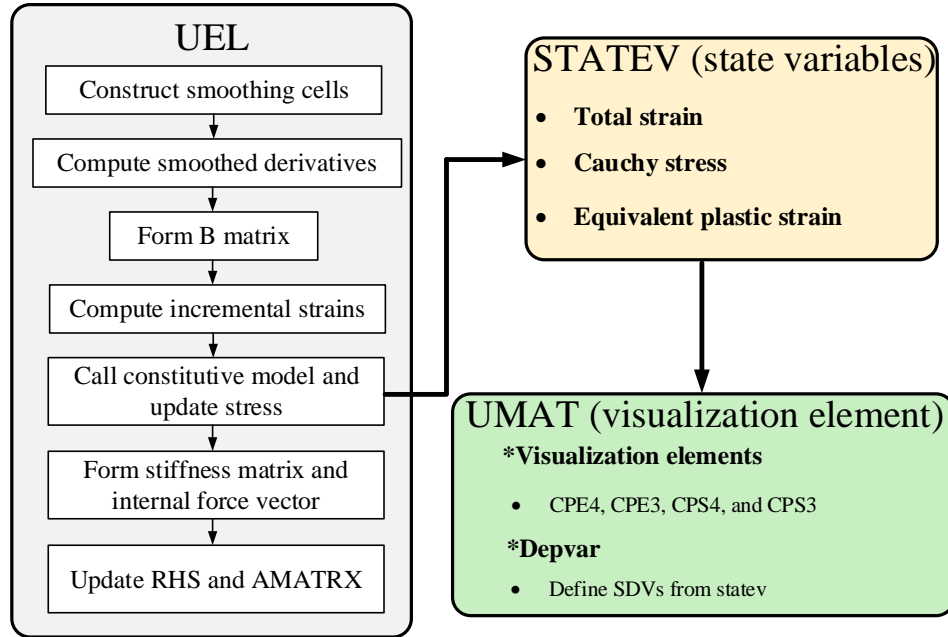 UEL
Construct smoothing cells
Compute smoothed derivatives
Form B matrix
Compute incremental strains
Call constitutive model and
update stress
Form stiffness matrix and
internal force vector
Update RHS and AMATRX
STATEV (state variables)
• Total strain
• Cauchy stress
• Equivalent plastic strain
UMAT (visualization element)
*Visualization elements
• CPE4, CPE3, CPS4, and CPS3
*Depvar
• Define SDVs from statev